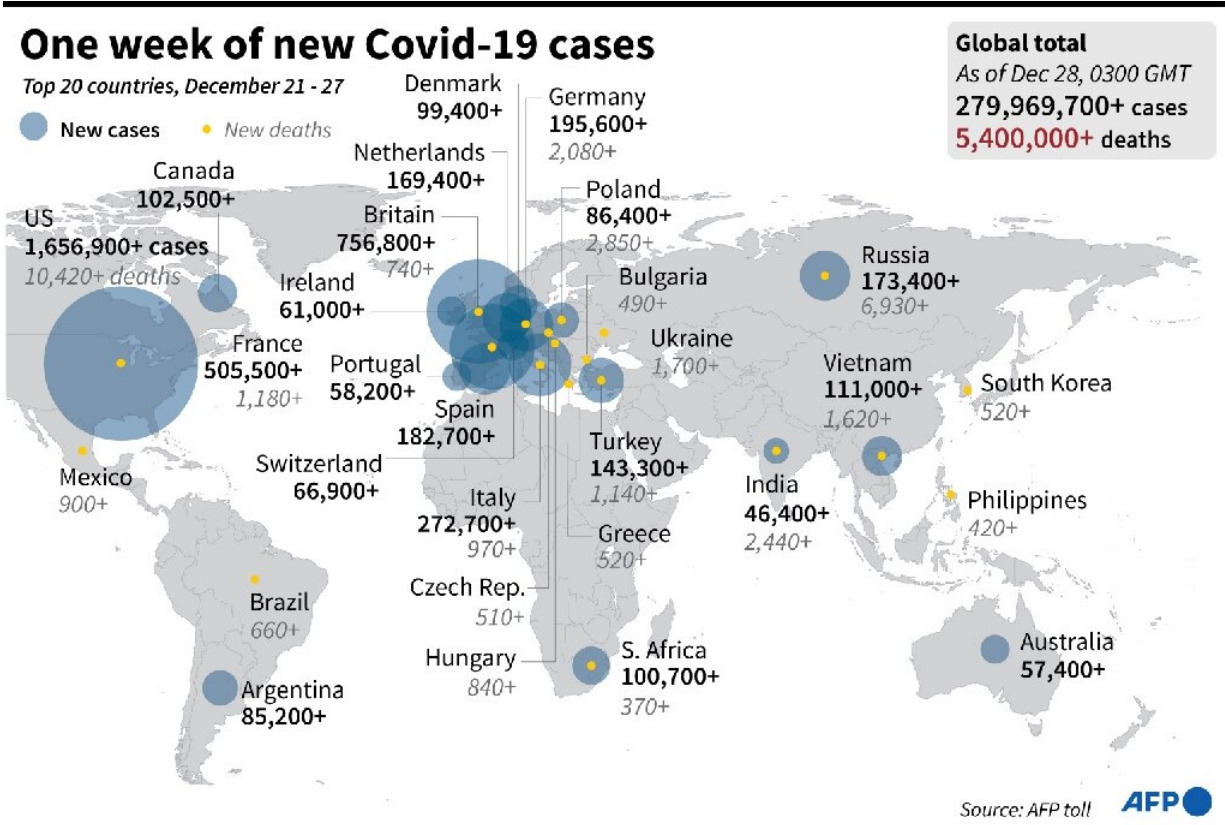 One week of new Covid-19 cases
Top 20 countries, December 21 - 27
New cases
New deaths
Global total
As of Dec 28, 0300 GMT
279,969,700+ cases
5,400,000+ deaths
Denmark
99,400+
Germany
195,600+
2,080+
Netherlands
169,400+
Canada
102,500+
Poland
86,400+
2,850+
US
1,656,900+ cases
10,420+ deaths
Britain
756,800+
740+
Russia
173,400+
6,930+
Ireland
61,000+
Bulgaria
490+
France
505,500+
1,180+
Ukraine
1,700+
Portugal
58,200+
Vietnam
111,000+
1,620+
South Korea
520+
Spain
182,700+
Turkey
143,300+
1,140+
Switzerland
66,900+
Mexico
900+
India
46,400+
2,440+
Italy
272,700+
970+
Philippines
420+
Greece
520+
Czech Rep.
510+
Brazil
660+
Hungary
840+
S. Africa
100,700+
370+
Australia
57,400+
Argentina
85,200+
Source: AFP toll
AFP